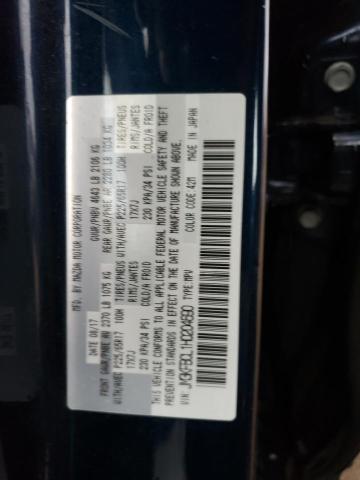 MFD. BY MAZDA MOTOR CORPORATION
DATE 08/17 GVWR/PNBV 4643 LB 2106 KG
FRONT GAWR/PNBE AV 2370 LB 1075 KG REAR GAWR/PNBE AR 2280 LB 1034 KG
WITH/AVEC P225/65R17 100H TIRES/PNEUS WITH/AVEC P225/65R17 100H TIRES/PNEUS
17X7J RIMS/JANTES 17X7J RIMS/JANTES
230 KPA/34 PSI COLD/A FROID 230 KPA/34 PSI COLD/A FROID
THIS VEHICLE CONFORMS TO ALL APPLICABLE FEDERAL MOTOR VEHICLE SAFETY AND THEFT
PREVENTION STANDARDS IN EFFECT ON THE DATE OF MANUFACTURE SHOWN ABOVE.
VIN: TYPE:MPV COLOR CODE:42M MADE IN JAPAN